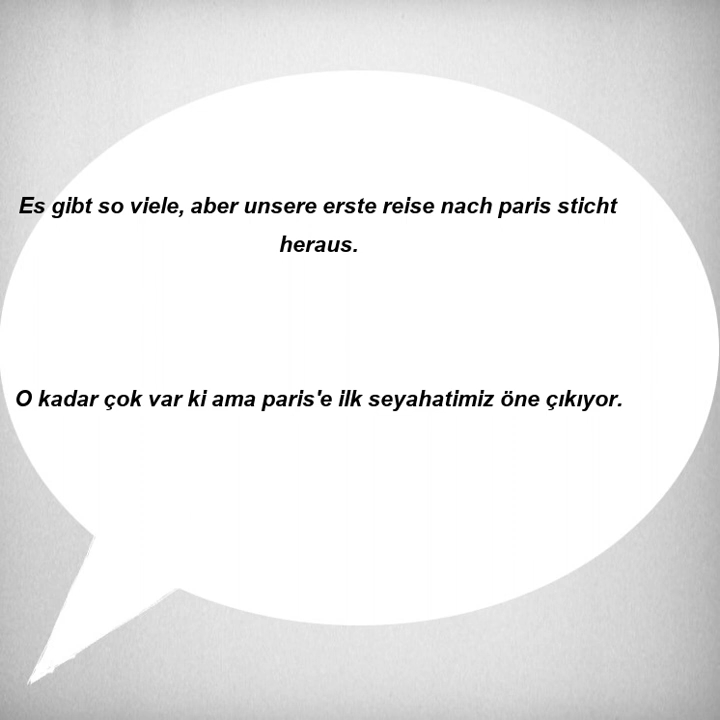 Es gibt so viele, aber unsere erste reise nach paris sticht
heraus.
O kadar çok var ki ama paris'e ilk seyahatimiz öne çıkıyor.